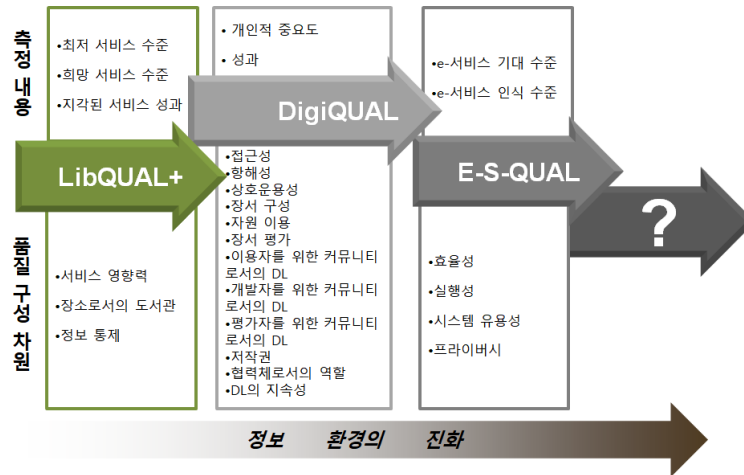 측정 내용
•최저 서비스 수준
•희망 서비스 수준
•지각된 서비스 성과
• 개인적 중요도
• 성과
•e-서비스 기대 수준
•e-서비스 인식 수준
LibQUAL+
DigiQUAL
E-S-QUAL
?
품질 구성 차원
•서비스 영향력
•장소로서의 도서관
•정보 통제
•접근성
•항해성
•상호운용성
•장서 구성
•자원 이용
•장서 평가
•이용자를 위한 커뮤니티
로서의 DL
•개발자를 위한 커뮤니티
로서의 DL
•평가자를 위한 커뮤니티
로서의 DL
•저작권
•협력체로서의 역할
•DL의 지속성
•효율성
•실행성
•시스템 유용성
•프라이버시
정보 환경의 진화